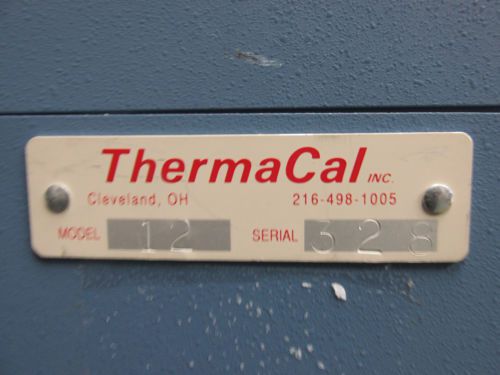 ThermaCal INC.
Cleveland, OH 216-498-1005
MODEL 12 SERIAL 328